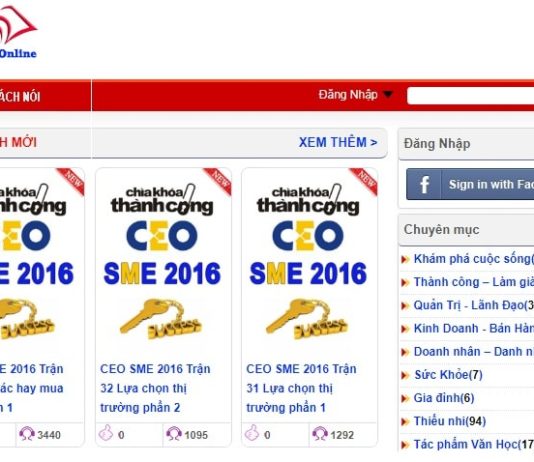 Online
ÁCH NÓI
Đăng Nhập
H MỚI
XEM THÊM >
Đăng Nhập
f Sign in with Fac
NEW
NEW
NEW
chìa khóa
thành công
CEO
SME 2016
chìa khóa
thành công
CEO
SME 2016
chìa khóa
thành công
CEO
SME 2016
SUCCESS
SUCCESS
SUCCESS
E 2016 Trận
ác hay mua
n 1
3440
CEO SME 2016 Trận
32 Lựa chọn thị
trường phần 2
0
1095
CEO SME 2016 Trận
31 Lựa chọn thị
trường phần 1
0
1292
Chuyên mục
Khám phá cuộc sống(
Thành công – Làm già
Quản Trị - Lãnh Đạo(3
Kinh Doanh - Bán Hàn
Doanh nhân – Danh n
Sức Khỏe(7)
Gia đình(6)
Thiếu nhi(94)
Tác phẩm Văn Học(17